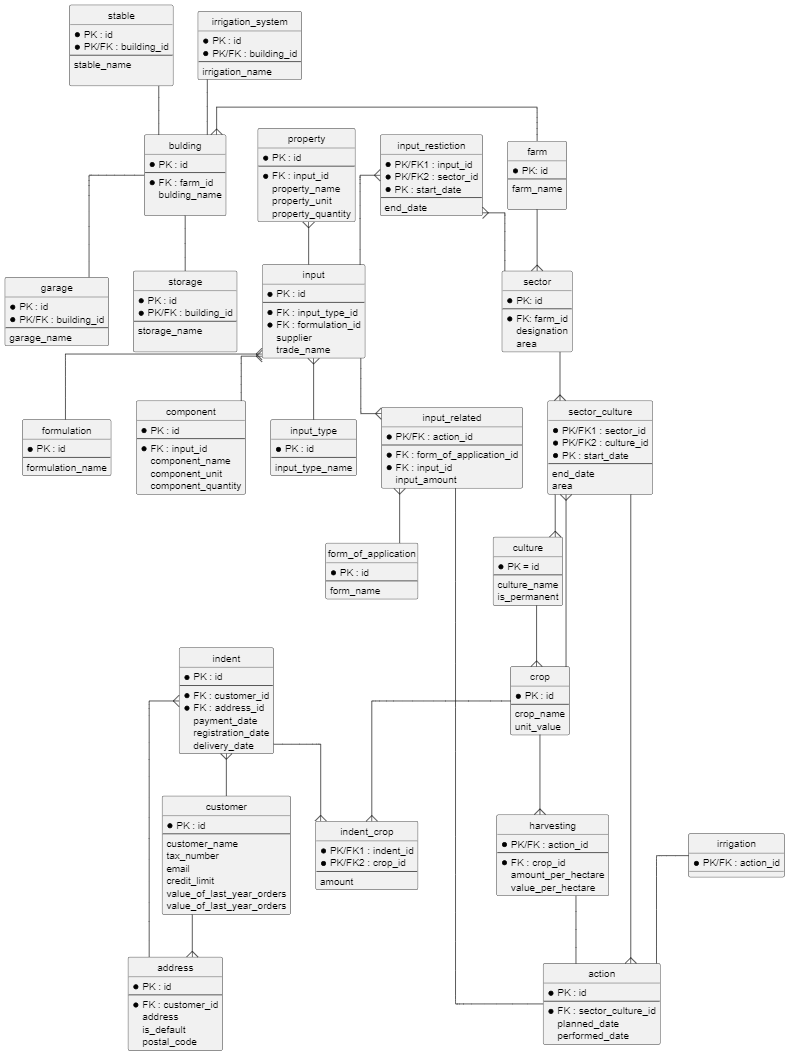 stable
● PK : id
● PK/FK : building_id
stable_name
irrigation_system
● PK : id
● PK/FK : building_id
irrigation_name
bulding
● PK : id
● FK : farm_id
bulding_name
property
● PK : id
● FK : input_id
property_name
property_unit
property_quantity
input_restiction
● PK/FK1 : input_id
● PK/FK2 : sector_id
● PK : start_date
end_date
farm
● PK: id
farm_name
garage
● PK : id
● PK/FK : building_id
garage_name
storage
● PK : id
● PK/FK : building_id
storage_name
input
● PK : id
● FK : input_type_id
● FK : formulation_id
supplier
trade_name
sector
● PK: id
● FK: farm_id
designation
area
formulation
● PK : id
formulation_name
component
● PK : id
● FK : input_id
component_name
component_unit
component_quantity
input_type
● PK : id
input_type_name
input_related
● PK/FK : action_id
● FK : form_of_application_id
● FK : input_id
input_amount
sector_culture
● PK/FK1 : sector_id
● PK/FK2 : culture_id
● PK : start_date
end_date
area
form_of_application
● PK : id
form_name
culture
● PK = id
culture_name
is_permanent
indent
● PK : id
● FK : customer_id
● FK : address_id
payment_date
registration_date
delivery_date
crop
● PK : id
crop_name
unit_value
customer
● PK : id
customer_name
tax_number
email
credit_limit
value_of_last_year_orders
value_of_last_year_orders
indent_crop
● PK/FK1 : indent_id
● PK/FK2 : crop_id
amount
harvesting
● PK/FK : action_id
● FK : crop_id
amount_per_hectare
value_per_hectare
irrigation
● PK/FK : action_id
address
● PK : id
● FK : customer_id
address
is_default
postal_code
action
● PK : id
● FK : sector_culture_id
planned_date
performed_date